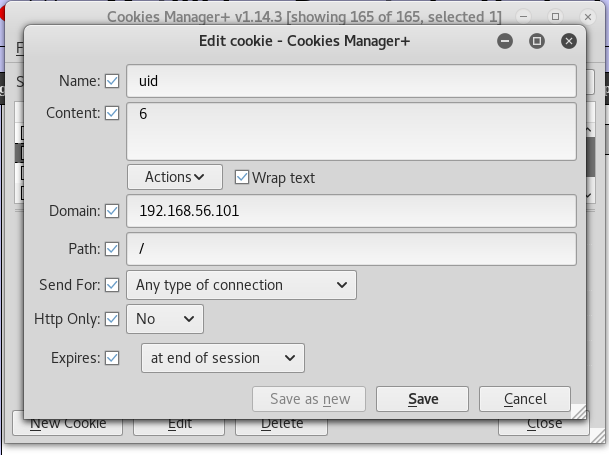 Cookies Manager+ v1.14.3 [showing 165 of 165, selected 1]
Edit cookie - Cookies Manager+
Name: uid
Content: 6
Actions Wrap text
Domain: 192.168.56.101
Path: /
Send For: Any type of connection
Http Only: No
Expires: at end of session
Save as new Save Cancel
New Cookie Edit Delete Close